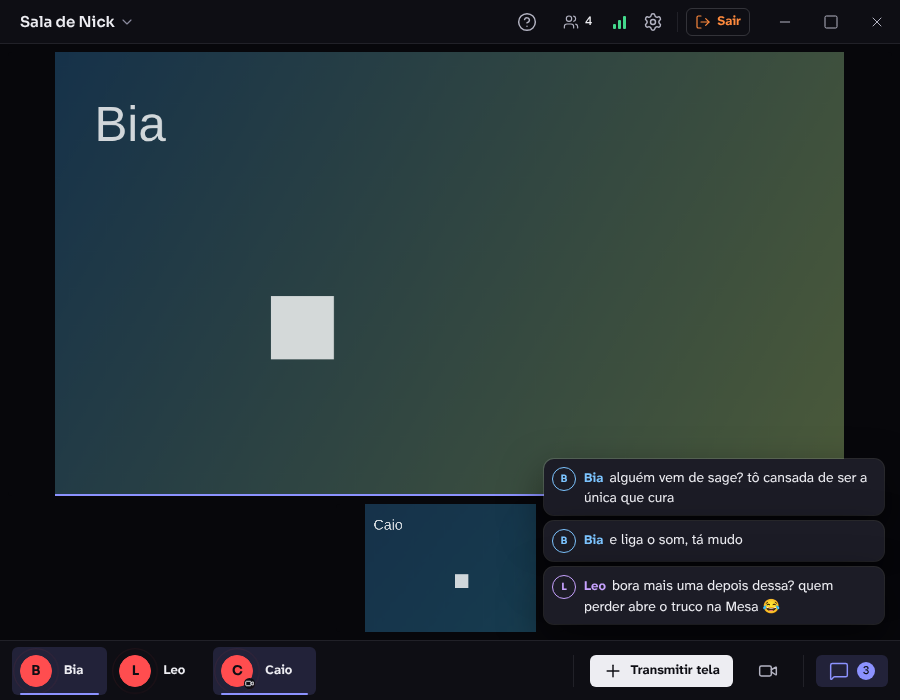 Sala de Nick
4
Sair
Bia
Caio
B
Bia alguém vem de sage? tô cansada de ser a
única que cura
B
Bia e liga o som, tá mudo
L
Leo bora mais uma depois dessa? quem
perder abre o truco na Mesa 😂
B Bia
L Leo
C Caio
Transmitir tela
3